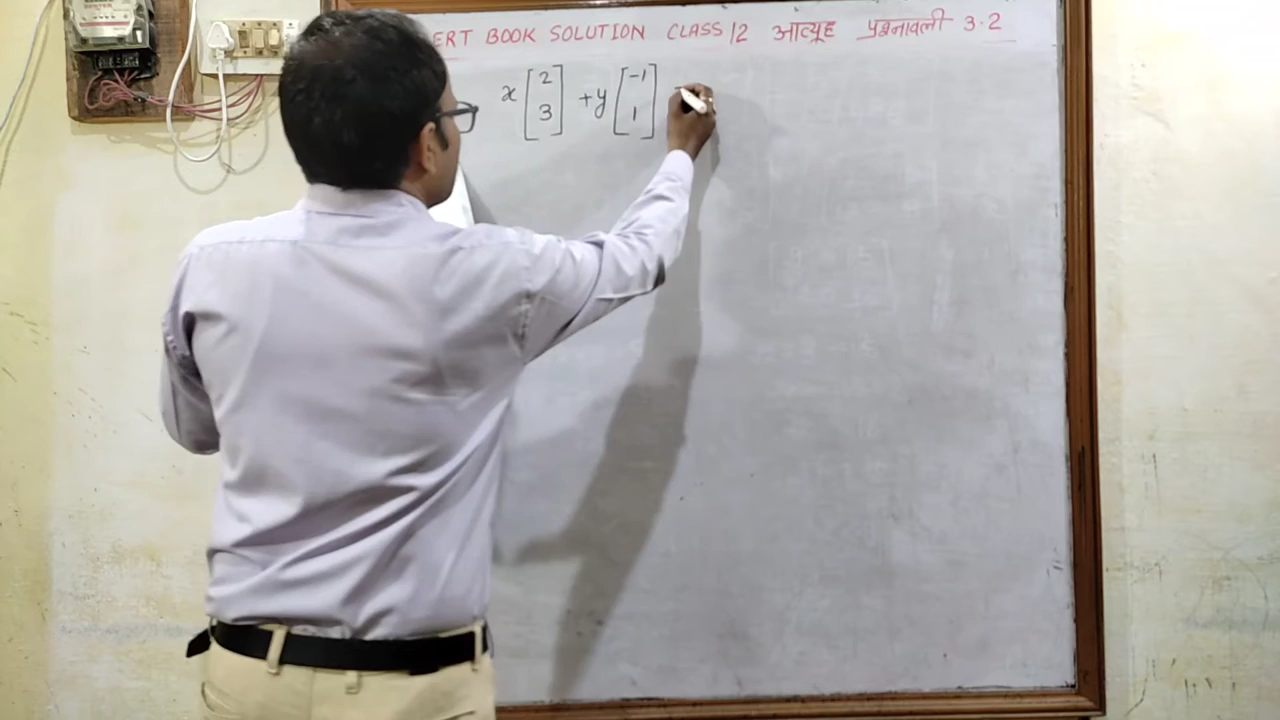 ERT BOOK SOLUTION CLASS 12 आव्यूह प्रश्नावली 3.2
x [2 3] + y [-1 1]